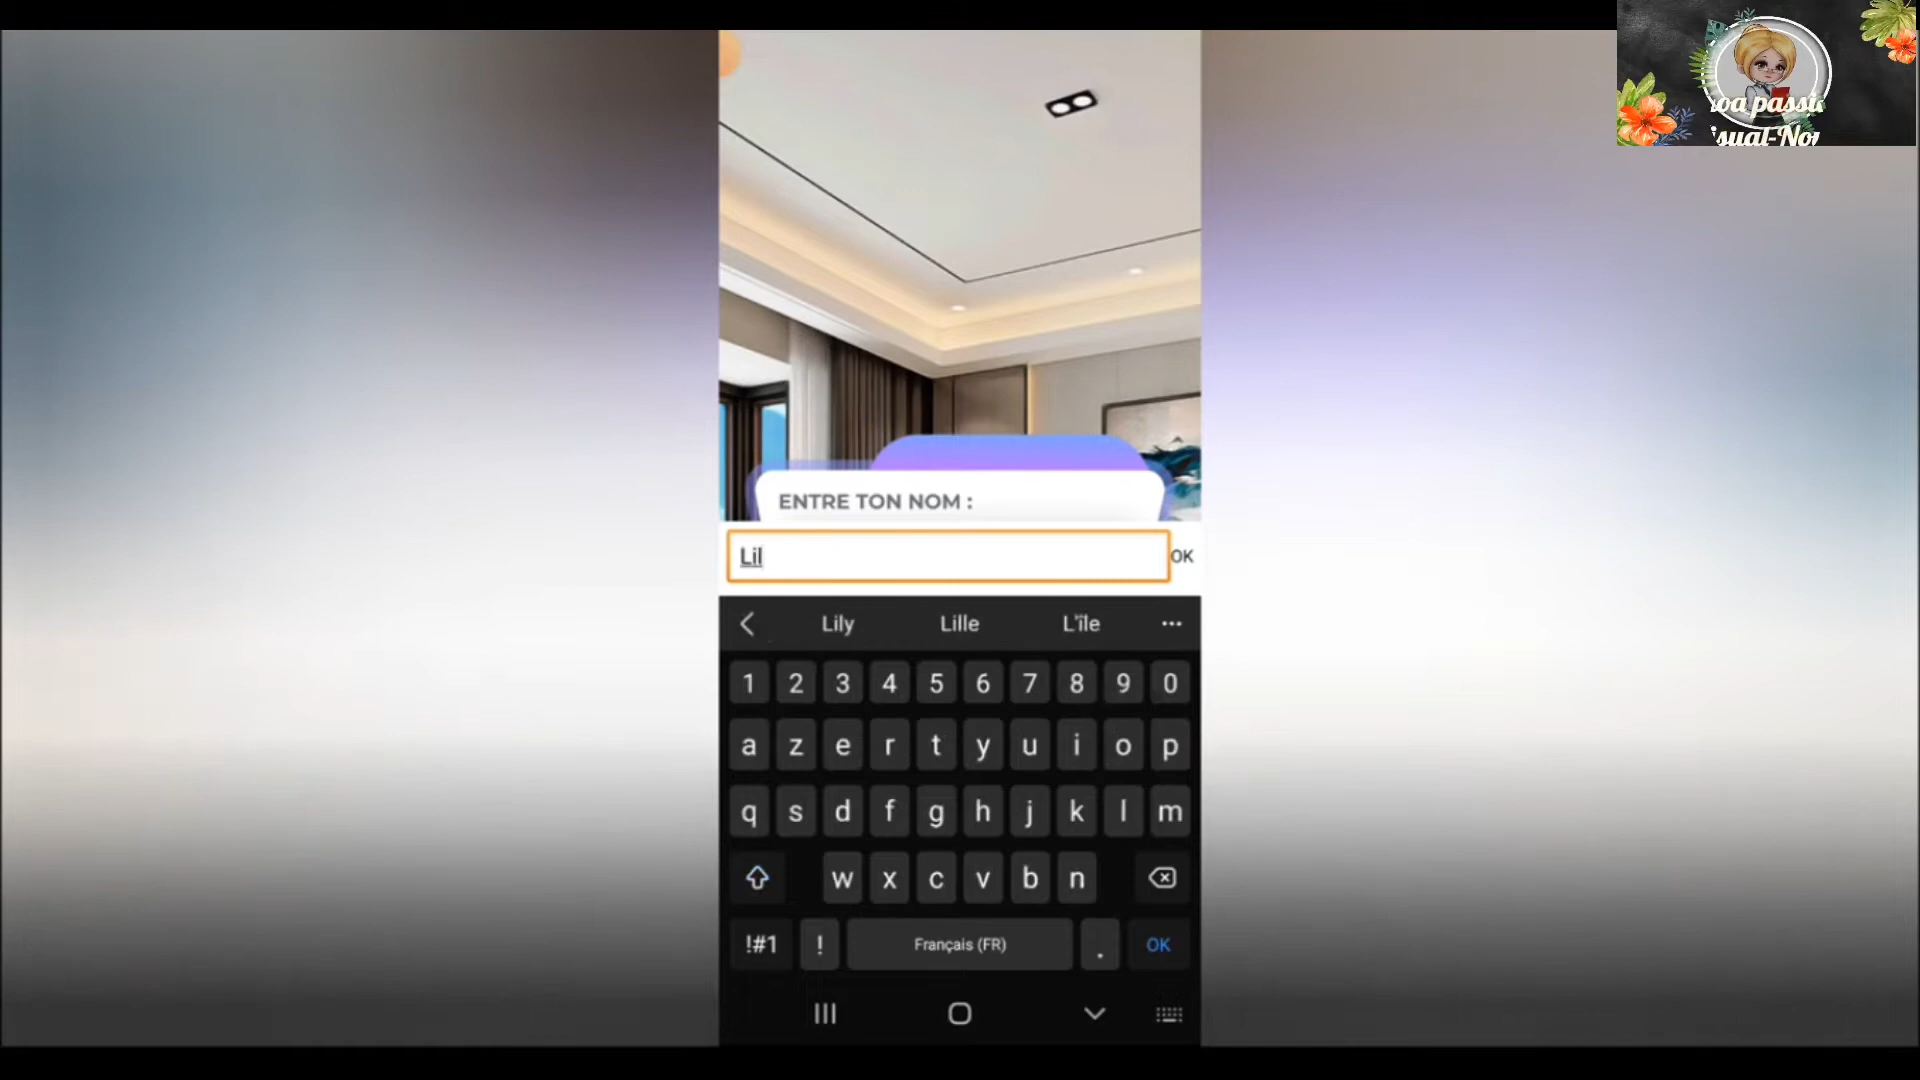 ENTRE TON NOM :
Lil
OK
Lily Lille L'île ...
1 2 3 4 5 6 7 8 9 0
a z e r t y u i o p
q s d f g h j k l m
w x c v b n
!#1 ! Français (FR) . OK